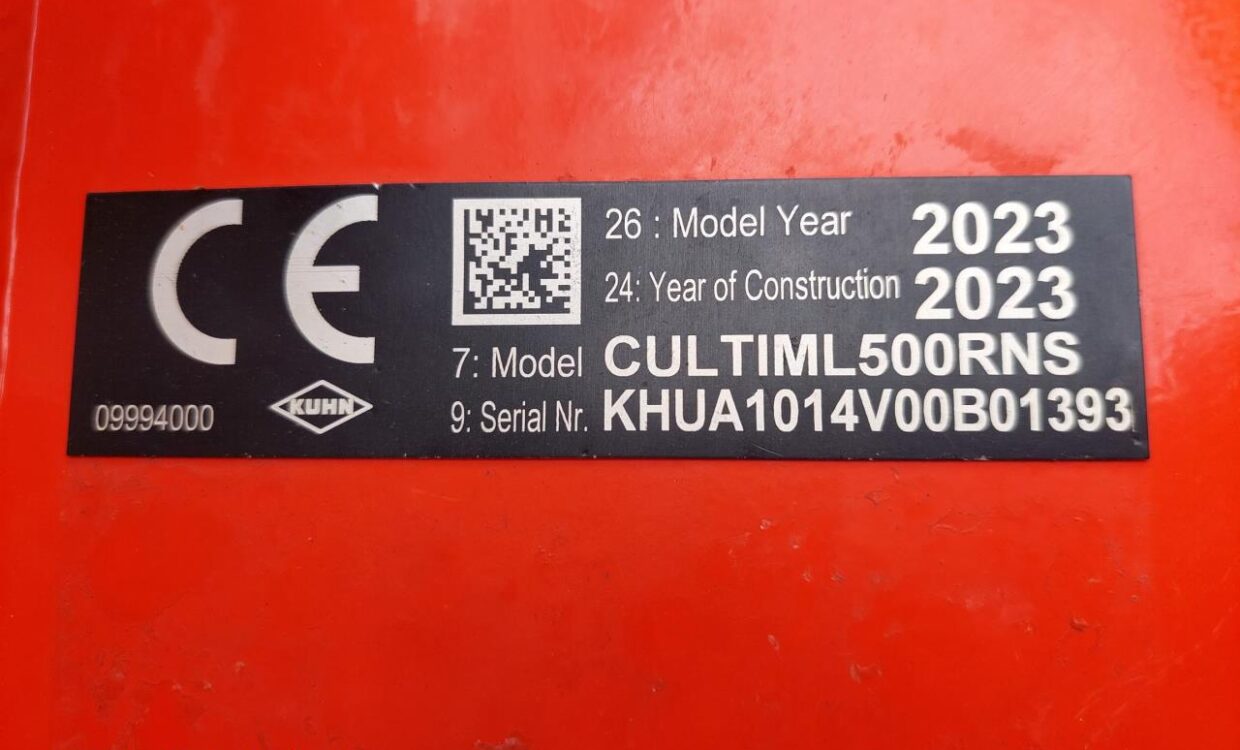 CE
26 : Model Year 2023
24: Year of Construction 2023
7: Model CULTIML500RNS
9: Serial Nr. KHUA1014V00B01393
09994000
KUHN